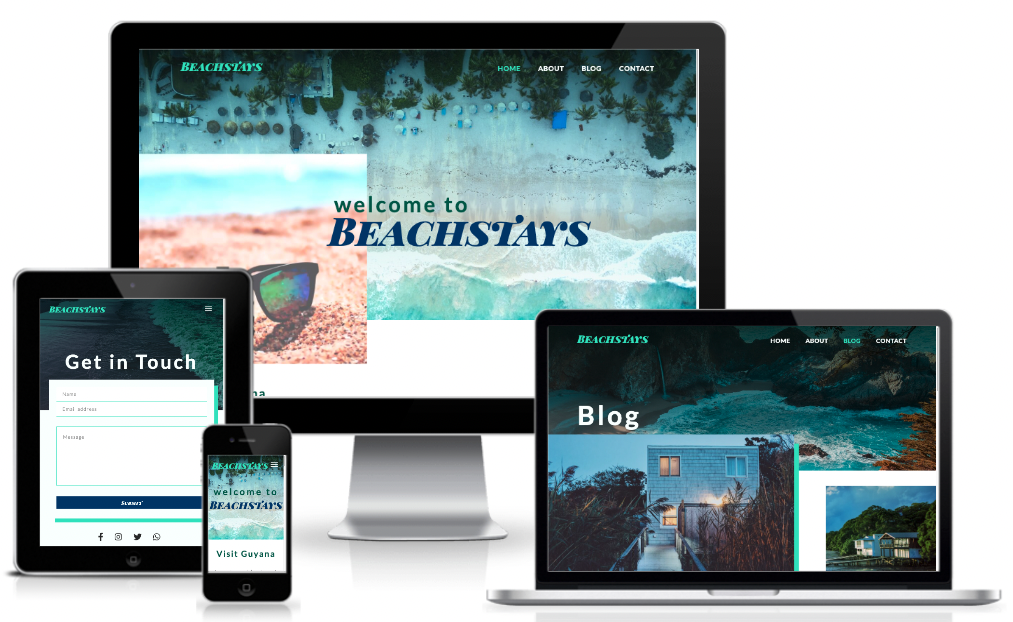 BEACHSTAYS
HOME ABOUT BLOG CONTACT
welcome to
BEACHSTAYS
BEACHSTAYS
Get in Touch
Name
Email address
Message
SUBMIT
BEACHSTAYS
welcome to
BEACHSTAYS
Visit Guyana
BEACHSTAYS
HOME ABOUT BLOG CONTACT
Blog